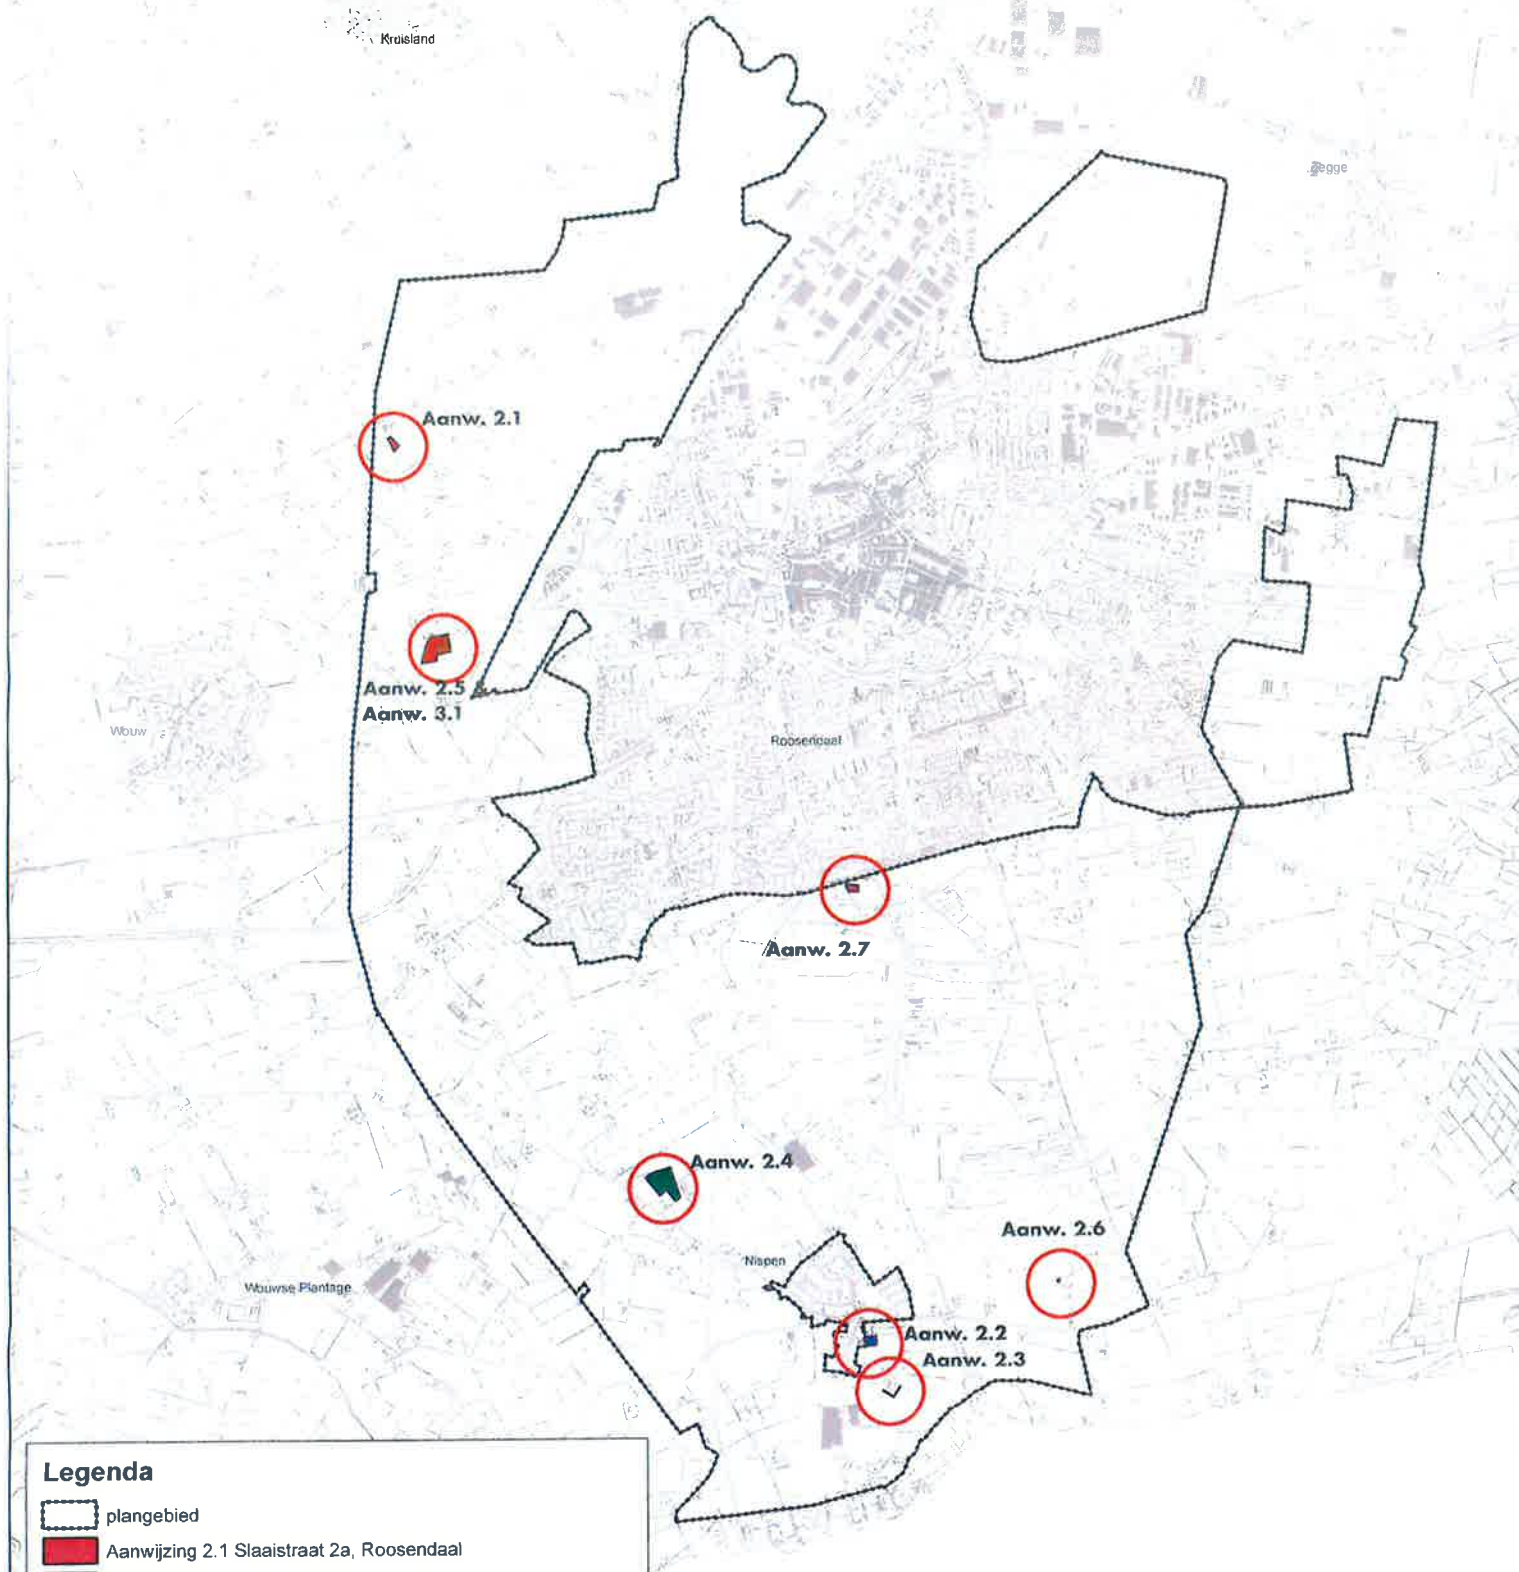 Kruisland
Zegge
Aanw. 2.1
Aanw. 2.5 &
Aanw. 3.1
Wouw
Roosendaal
Aanw. 2.7
Aanw. 2.4
Aanw. 2.6
Nispen
Wouwse Plantage
Aanw. 2.2
Aanw. 2.3
Legenda
plangebied
Aanwijzing 2.1 Slaaistraat 2a, Roosendaal